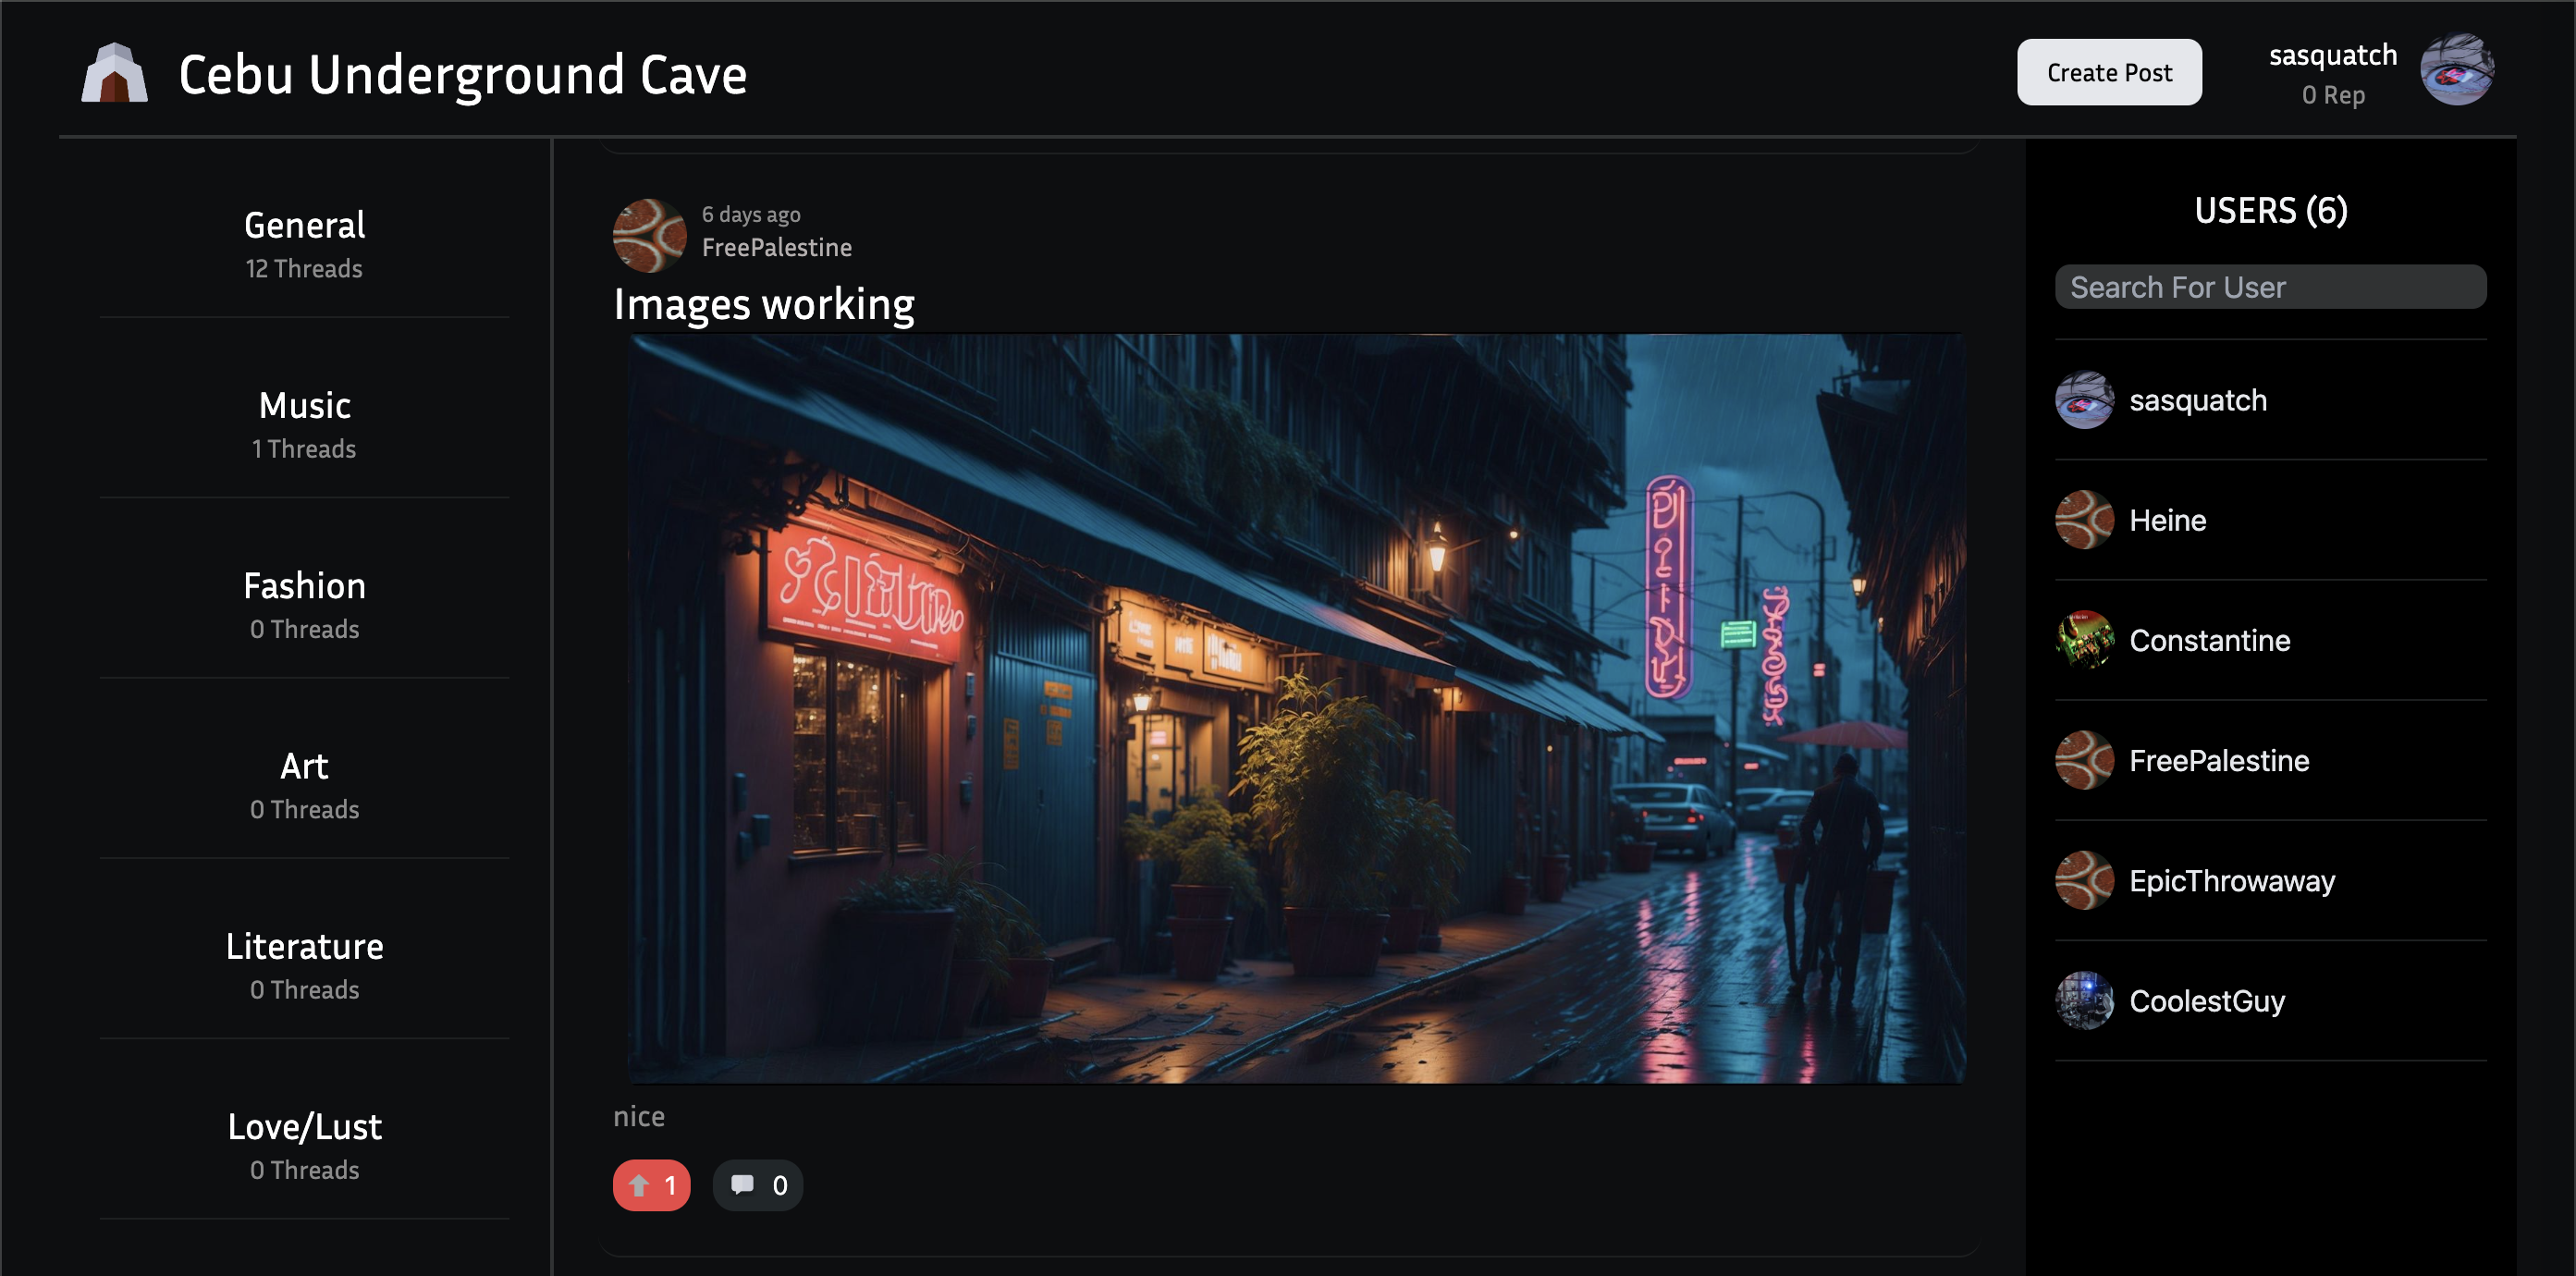 Cebu Underground Cave
Create Post
sasquatch
0 Rep
General
12 Threads
Music
1 Threads
Fashion
0 Threads
Art
0 Threads
Literature
0 Threads
Love/Lust
0 Threads
6 days ago
FreePalestine
Images working
nice
1
0
USERS (6)
Search For User
sasquatch
Heine
Constantine
FreePalestine
EpicThrowaway
CoolestGuy